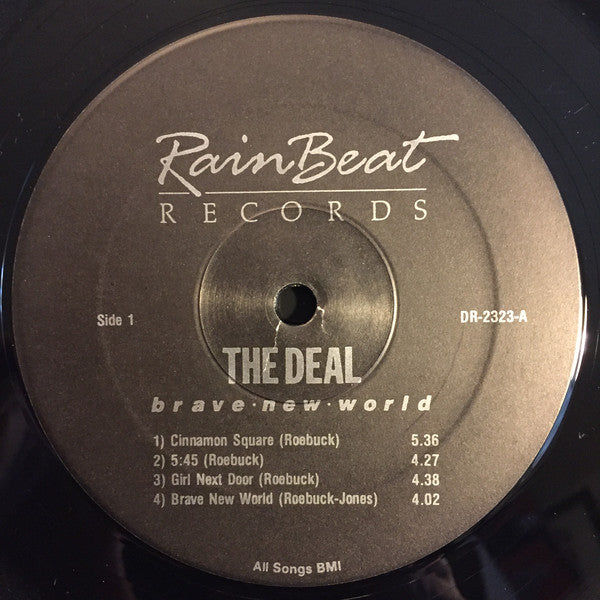 RainBeat
RECORDS
Side 1
DR-2323-A
THE DEAL
brave·new·world
1) Cinnamon Square (Roebuck) 5.36
2) 5:45 (Roebuck) 4.27
3) Girl Next Door (Roebuck) 4.38
4) Brave New World (Roebuck-Jones) 4.02
All Songs BMI